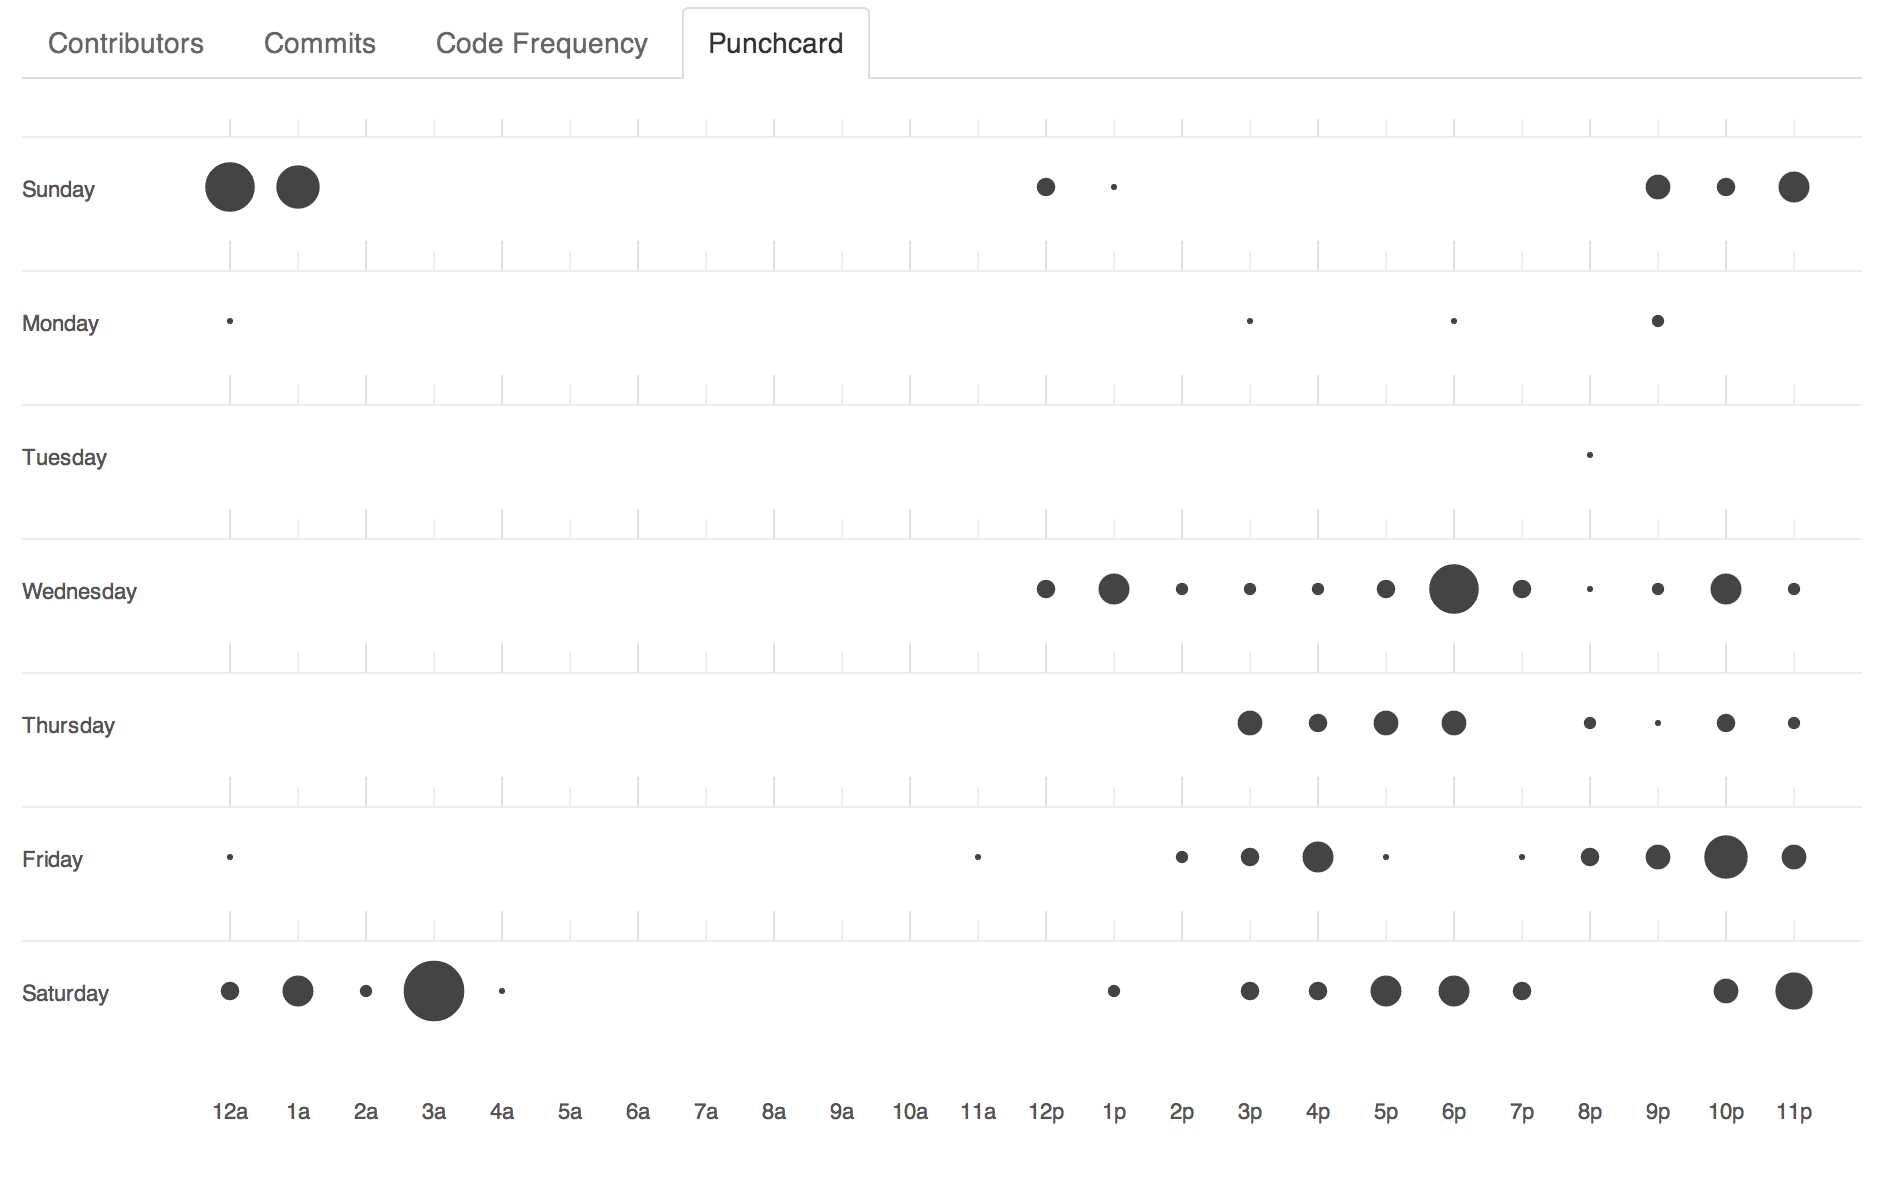 Contributors Commits Code Frequency Punchcard
Sunday
Monday
Tuesday
Wednesday
Thursday
Friday
Saturday
12a 1a 2a 3a 4a 5a 6a 7a 8a 9a 10a 11a 12p 1p 2p 3p 4p 5p 6p 7p 8p 9p 10p 11p